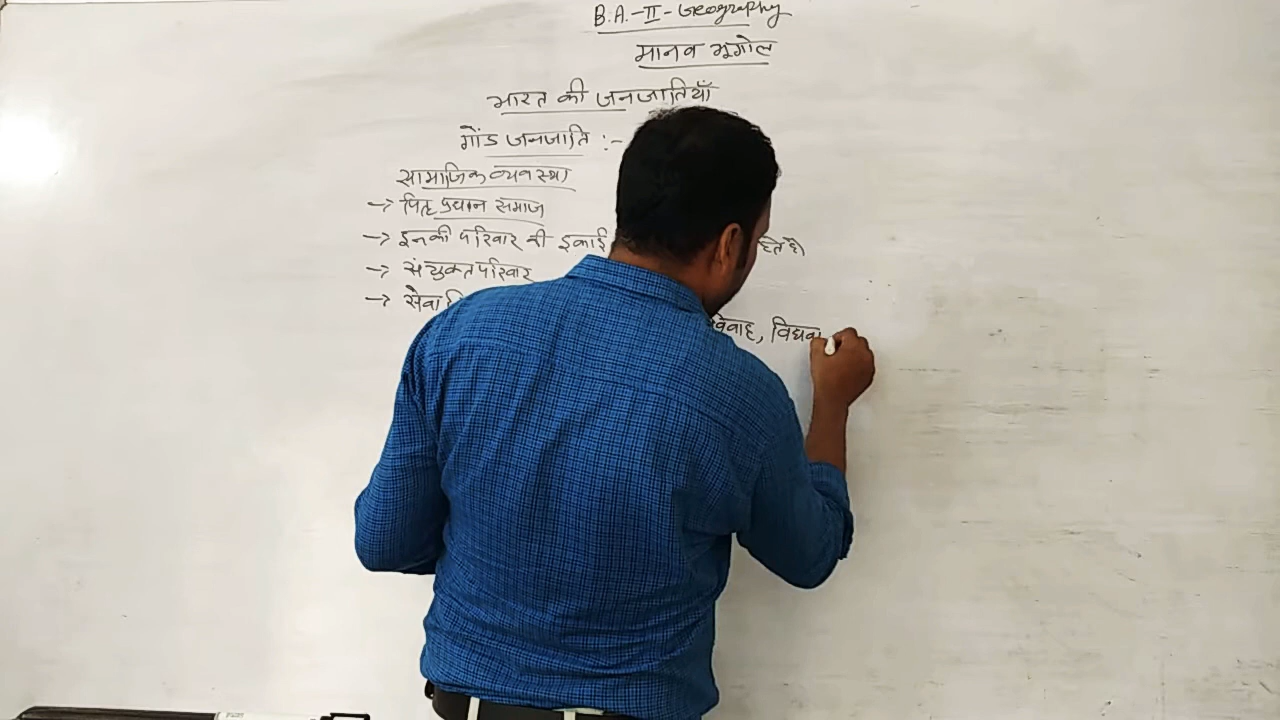 B.A.-II-Geography
मानव भूगोल
भारत की जनजातियाँ
गोंड जनजाति :-
सामाजिक व्यवस्था
→ पितृ प्रधान समाज
→ इनकी परिवार की इकाई
→ संयुक्त परिवार
→ सेवा
विवाह, विधवा